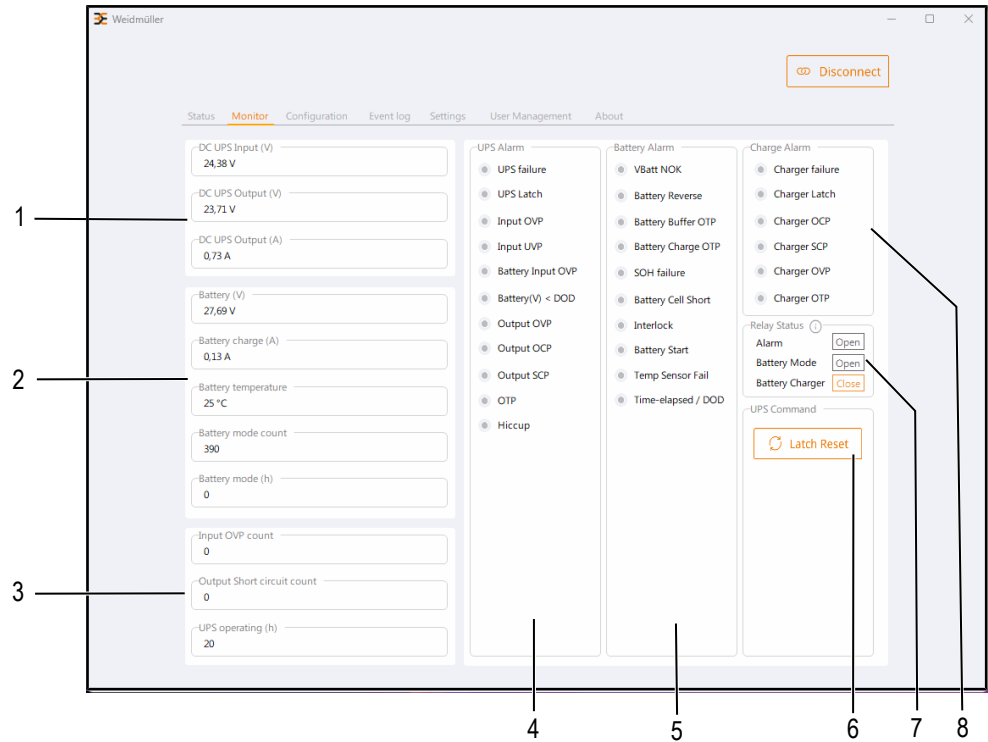 Weidmüller
Disconnect
Status Monitor Configuration Event log Settings User Management About
DC UPS Input (V)
24,38 V
DC UPS Output (V)
23,71 V
DC UPS Output (A)
0,73 A
Battery (V)
27,69 V
Battery charge (A)
0,13 A
Battery temperature
25 °C
Battery mode count
390
Battery mode (h)
0
Input OVP count
0
Output Short circuit count
0
UPS operating (h)
20
UPS Alarm
UPS failure
UPS Latch
Input OVP
Input UVP
Battery Input OVP
Battery(V) < DOD
Output OVP
Output OCP
Output SCP
OTP
Hiccup
Battery Alarm
VBatt NOK
Battery Reverse
Battery Buffer OTP
Battery Charge OTP
SOH failure
Battery Cell Short
Interlock
Battery Start
Temp Sensor Fail
Time-elapsed / DOD
Charge Alarm
Charger failure
Charger Latch
Charger OCP
Charger SCP
Charger OVP
Charger OTP
Relay Status i
Alarm Open
Battery Mode Open
Battery Charger Close
UPS Command
Latch Reset
1
2
3
4
5
6
7
8